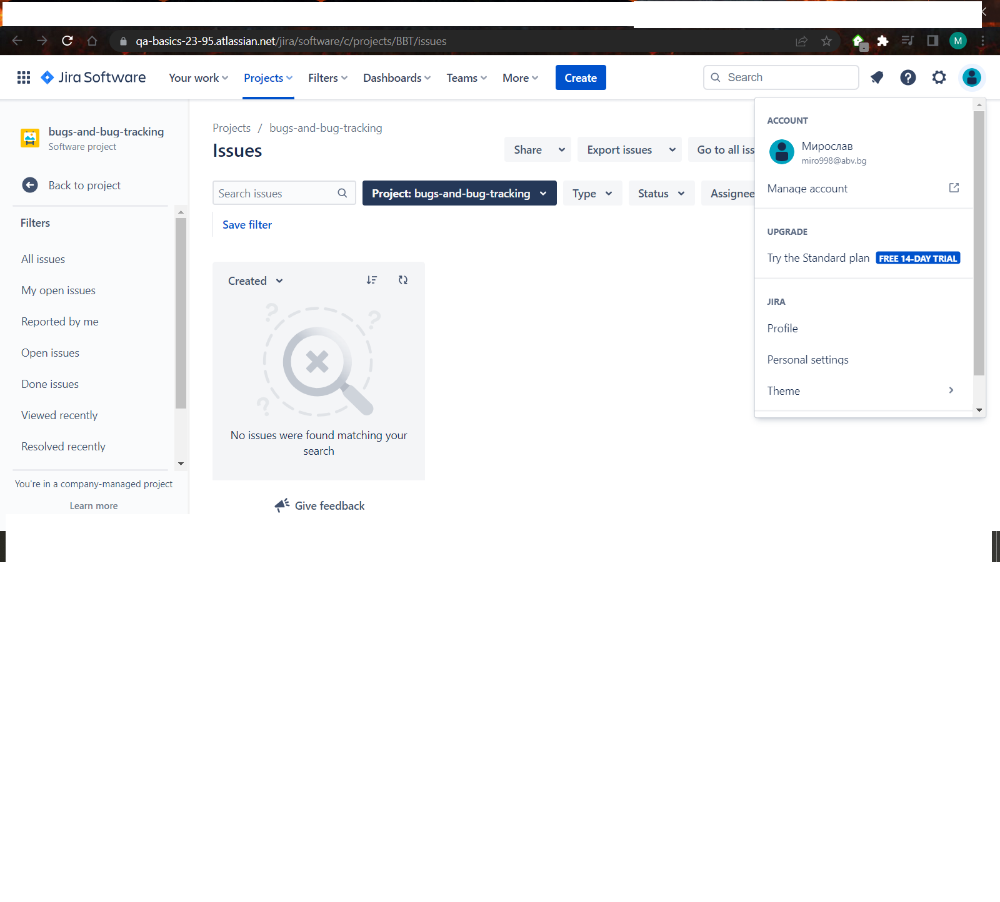 qa-basics-23-95.atlassian.net/jira/software/c/projects/BBT/issues
M
Jira Software
Your work
Projects
Filters
Dashboards
Teams
More
Create
Search
bugs-and-bug-tracking
Software project
Back to project
Filters
All issues
My open issues
Reported by me
Open issues
Done issues
Viewed recently
Resolved recently
You're in a company-managed project
Learn more
Projects / bugs-and-bug-tracking
Issues
Share
Export issues
Go to all iss
Search issues
Project: bugs-and-bug-tracking
Type
Status
Assignee
Save filter
Created
No issues were found matching your
search
Give feedback
ACCOUNT
Мирослав
miro998@abv.bg
Manage account
UPGRADE
Try the Standard plan FREE 14-DAY TRIAL
JIRA
Profile
Personal settings
Theme